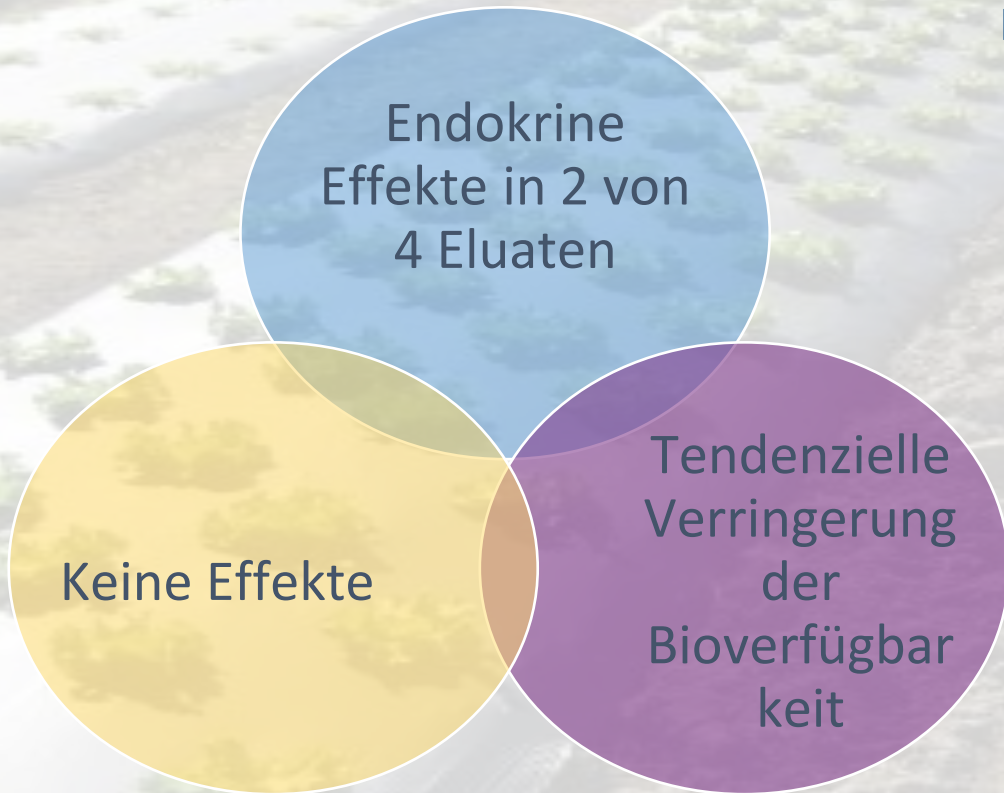 Endokrine
Effekte in 2 von
4 Eluaten
Keine Effekte
Tendenzielle
Verringerung
der
Bioverfügbar
keit